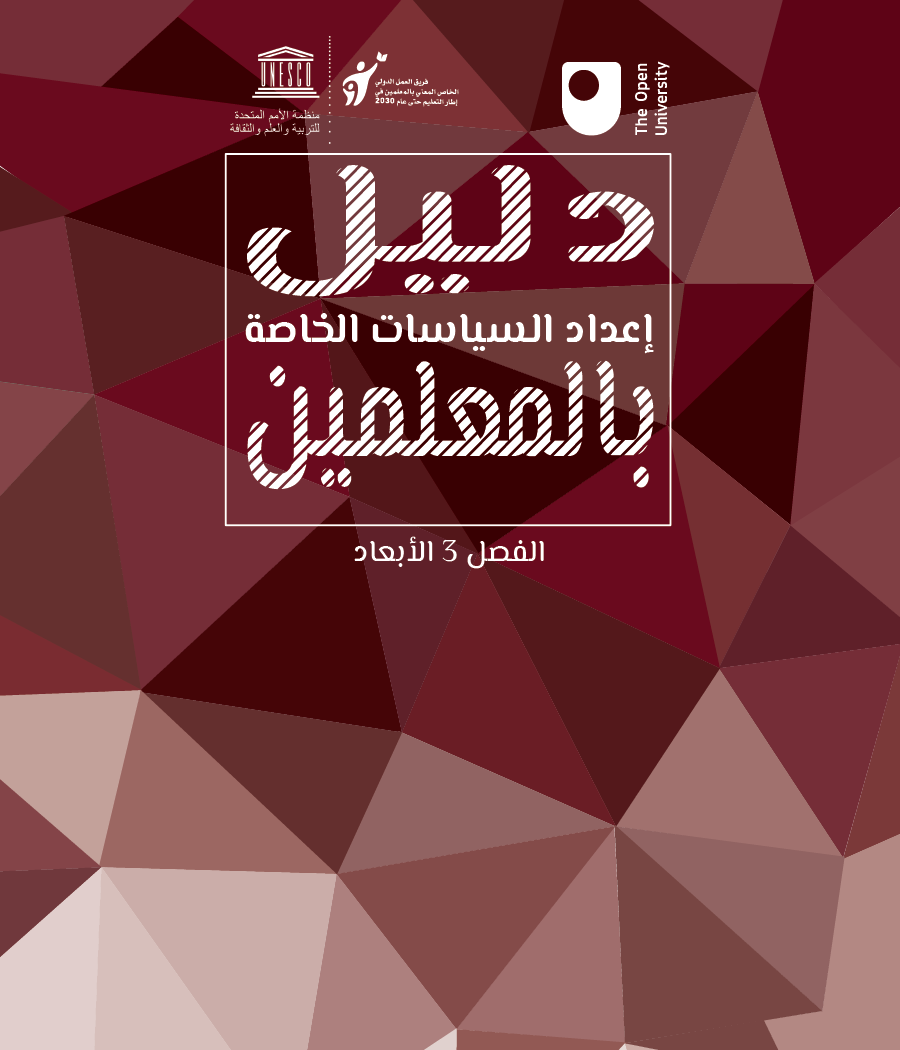 UNESCO
منظمة الأمم المتحدة
للتربية والعلم والثقافة
فريق العمل الدولي
الخاص المعني بالمعلمين في
إطار التعليم حتى عام 2030
The Open
University
دليل
إعداد السياسات الخاصة
بالمعلمين
الفصل 3 الأبعاد